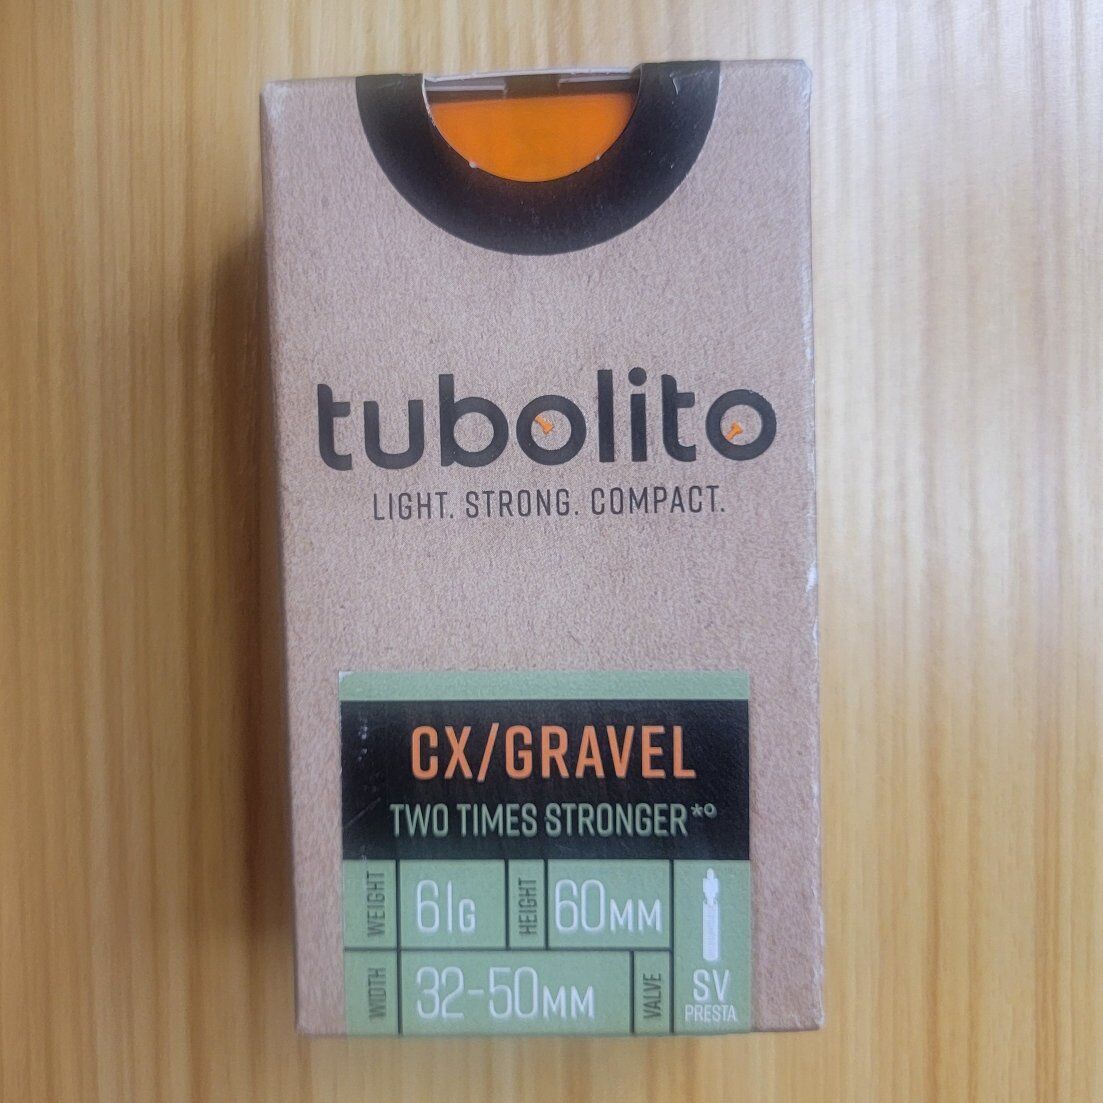 tubolito
LIGHT. STRONG. COMPACT.
CX/GRAVEL
TWO TIMES STRONGER*°
WEIGHT 61G HEIGHT 60MM
WIDTH 32-50MM VALVE SV
PRESTA